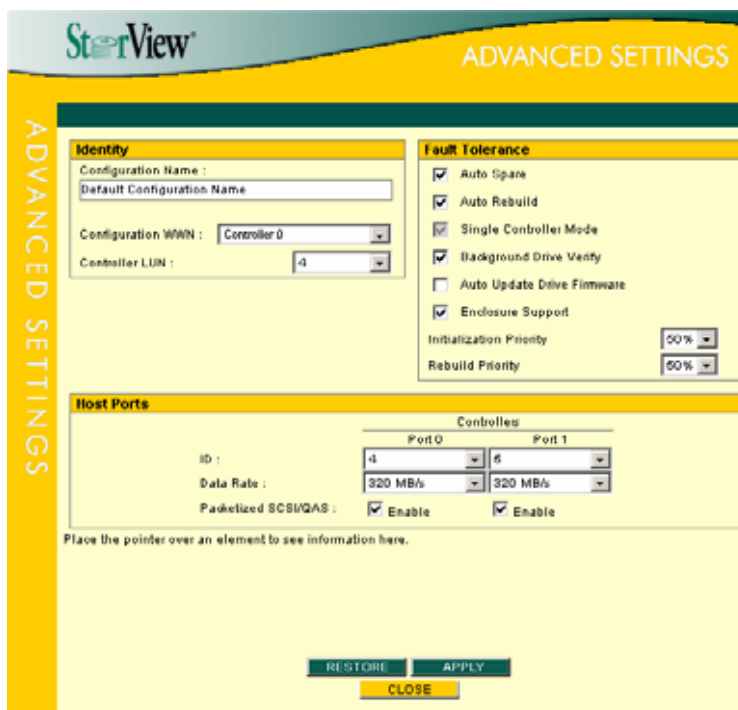 StorView
ADVANCED SETTINGS
ADVANCED SETTINGS
Identity
Configuration Name :
Default Configuration Name
Configuration WWN : Controller 0
Controller LUN : 4
Fault Tolerance
Auto Spare
Auto Rebuild
Single Controller Mode
Background Drive Verify
Auto Update Drive Firmware
Enclosure Support
Initialization Priority 50%
Rebuild Priority 50%
Host Ports
Controllers
Port 0 Port 1
ID : 4 6
Data Rate : 320 MB/s 320 MB/s
Packetized SCSI/QAS : Enable Enable
Place the pointer over an element to see information here.
RESTORE APPLY
CLOSE